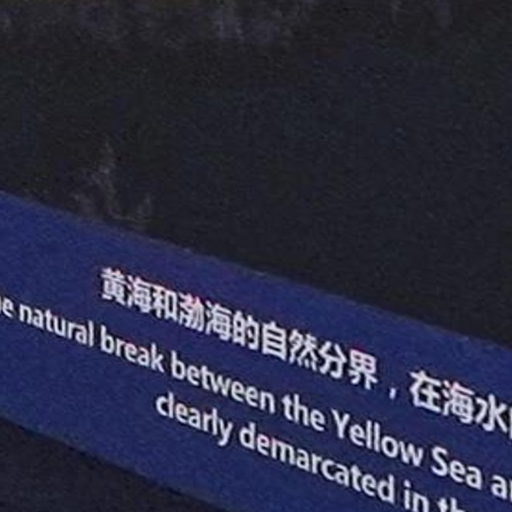 黄海和渤海的自然分界，在海水
natural break between the Yellow Sea
clearly demarcated in